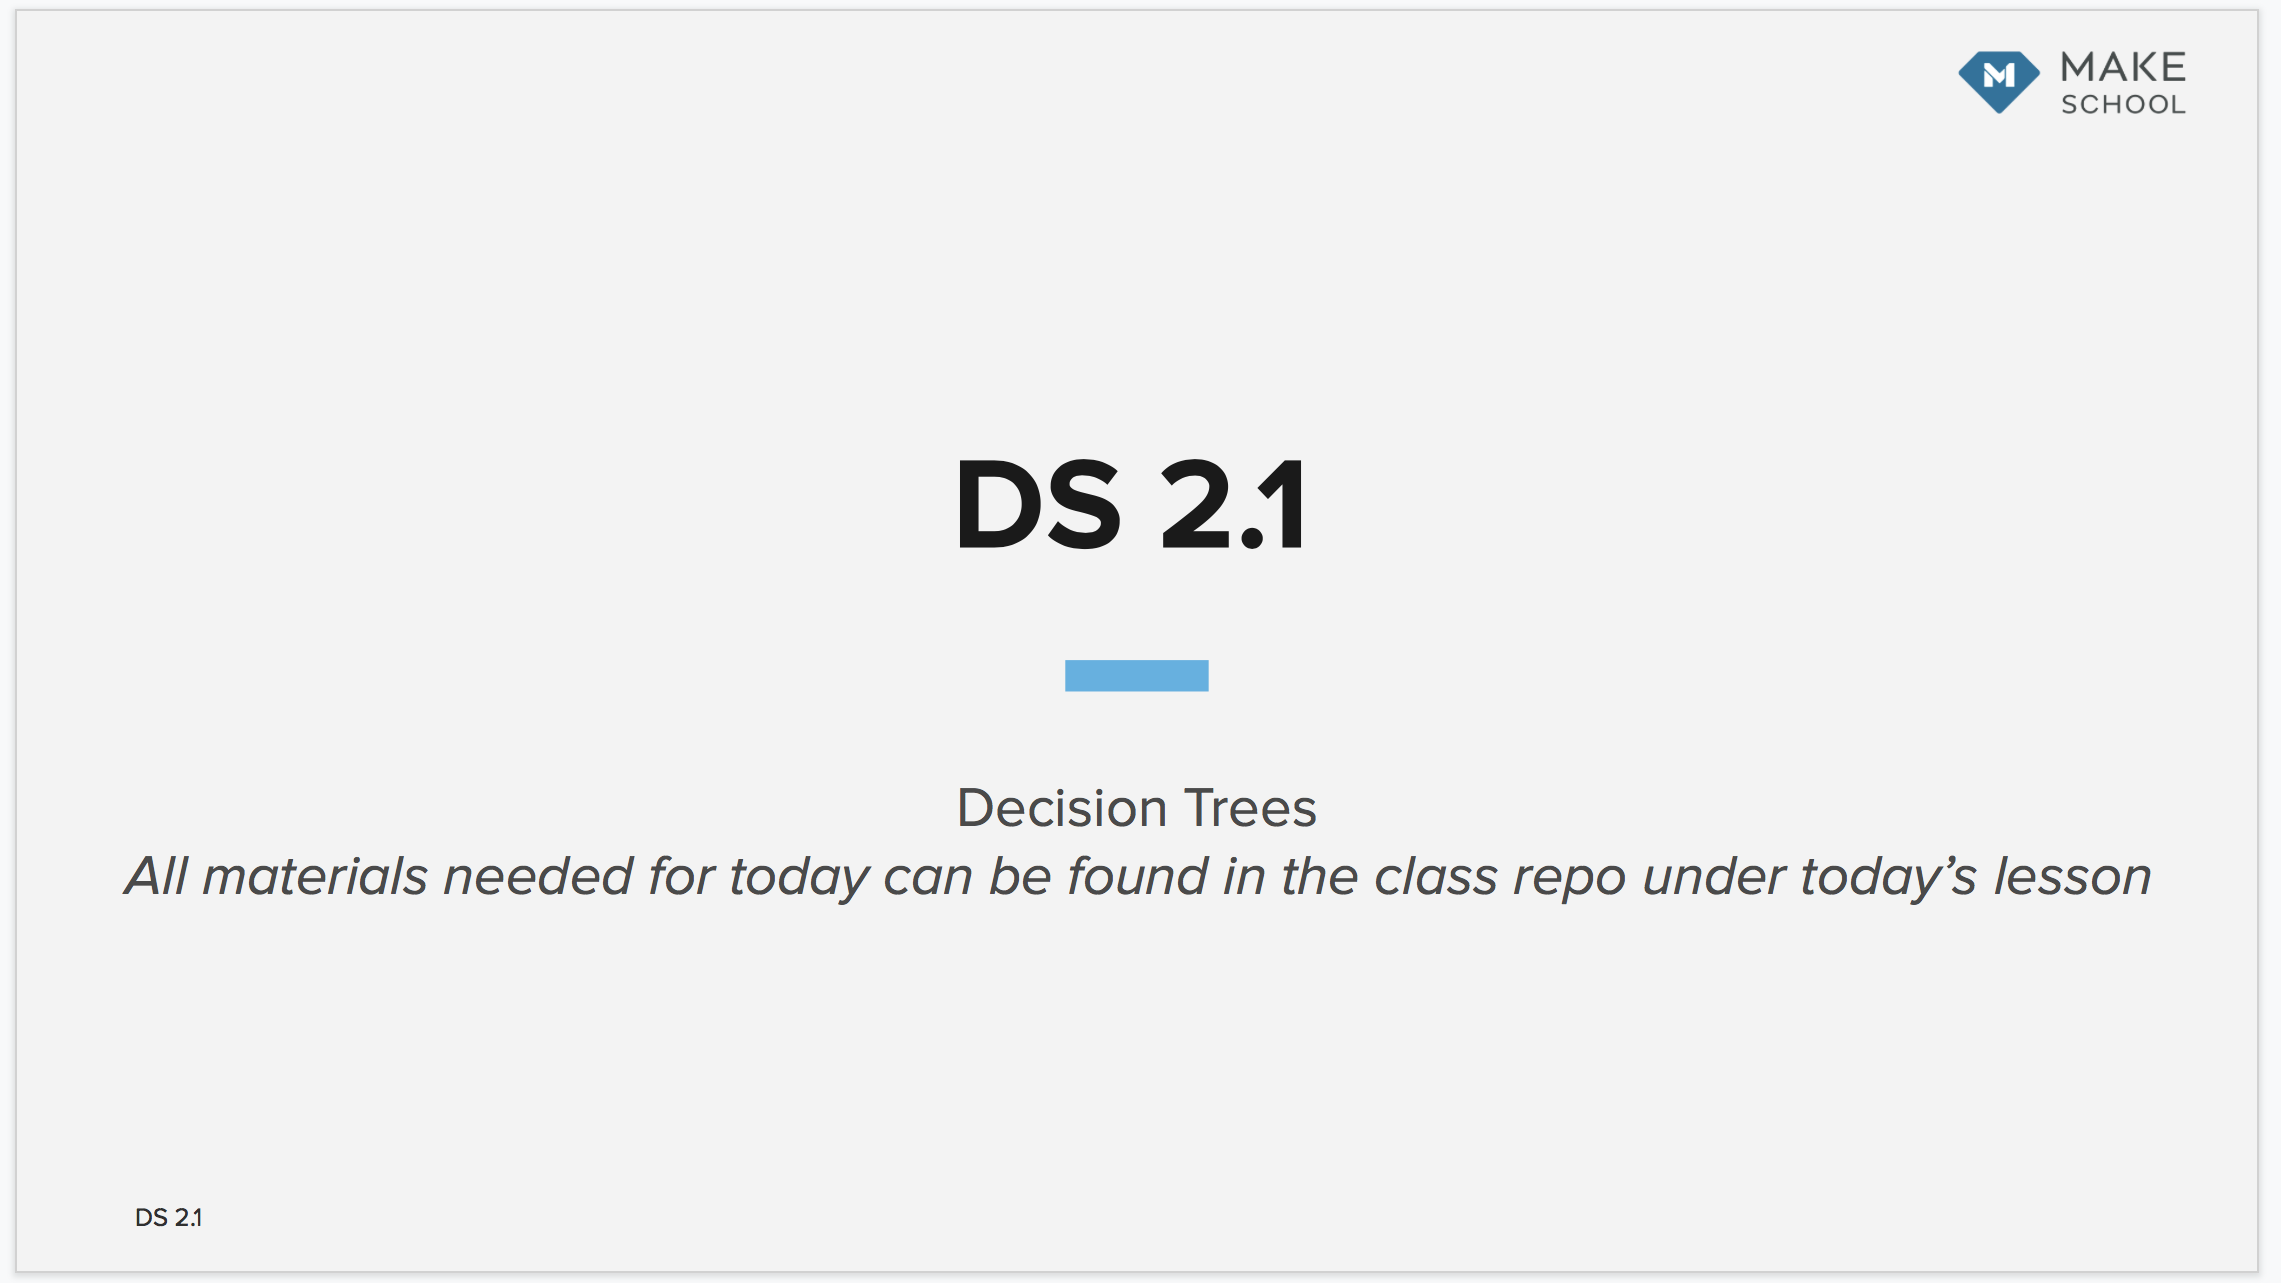 MAKE
SCHOOL
DS 2.1
Decision Trees
All materials needed for today can be found in the class repo under today’s lesson
DS 2.1